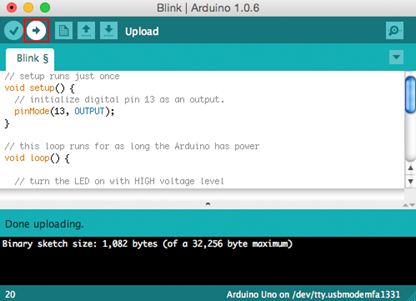 Blink | Arduino 1.0.6
Upload
Blink §
// setup runs just once
void setup() {
// initialize digital pin 13 as an output.
pinMode(13, OUTPUT);
}
// this loop runs for as long the Arduino has power
void loop() {
// turn the LED on with HIGH voltage level
Done uploading.
Binary sketch size: 1,082 bytes (of a 32,256 byte maximum)
20
Arduino Uno on /dev/tty.usbmodemfa1331